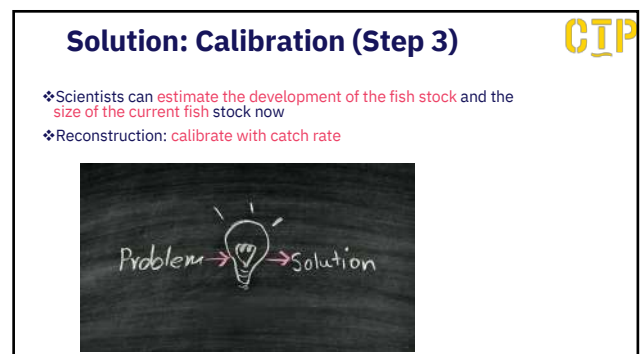 Solution: Calibration (Step 3)
CTP
❖Scientists can estimate the development of the fish stock and the
size of the current fish stock now
❖Reconstruction: calibrate with catch rate
Problem → → Solution